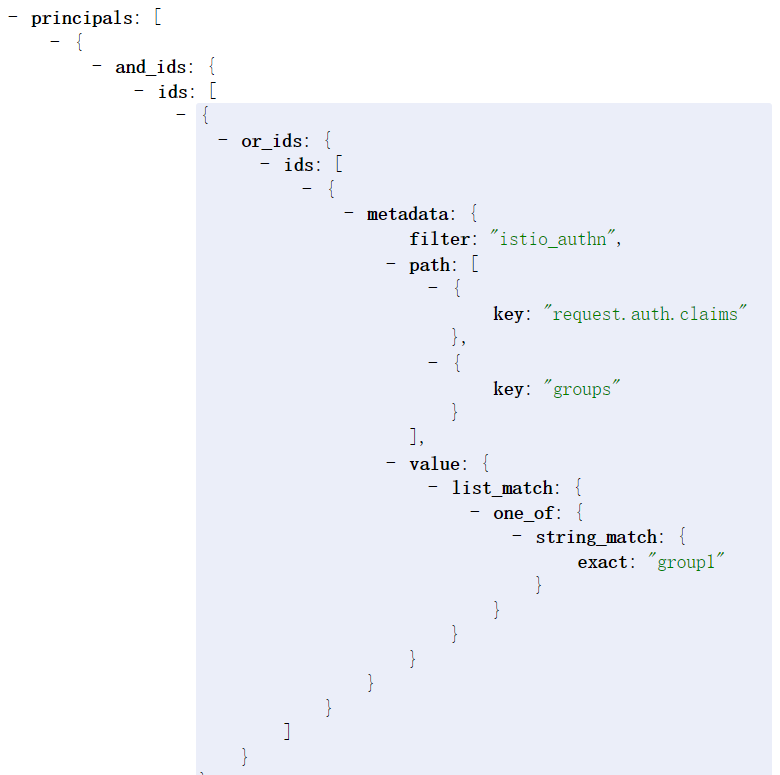 - principals: [
- {
- and_ids: {
- ids: [
- {
- or_ids: {
- ids: [
- {
- metadata: {
filter: "istio_authn",
- path: [
- {
key: "request.auth.claims"
},
- {
key: "groups"
}
],
- value: {
- list_match: {
- one_of: {
- string_match: {
exact: "group1"
}
}
}
}
}
}
]
}